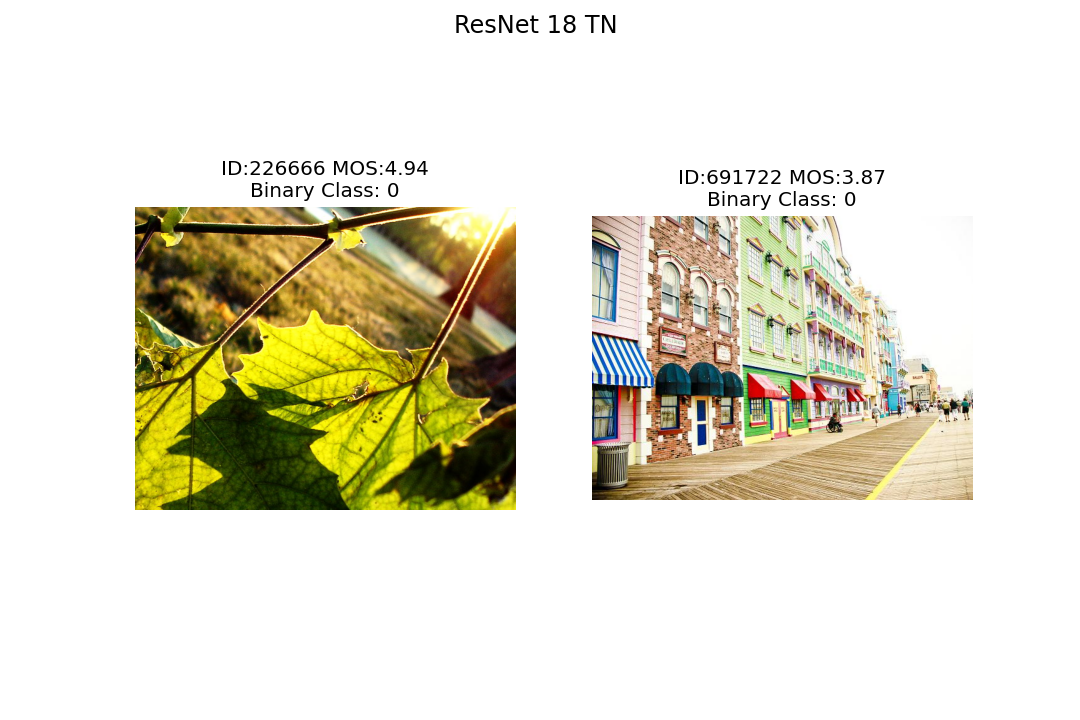 ResNet 18 TN
ID:226666 MOS:4.94
Binary Class: 0
ID:691722 MOS:3.87
Binary Class: 0